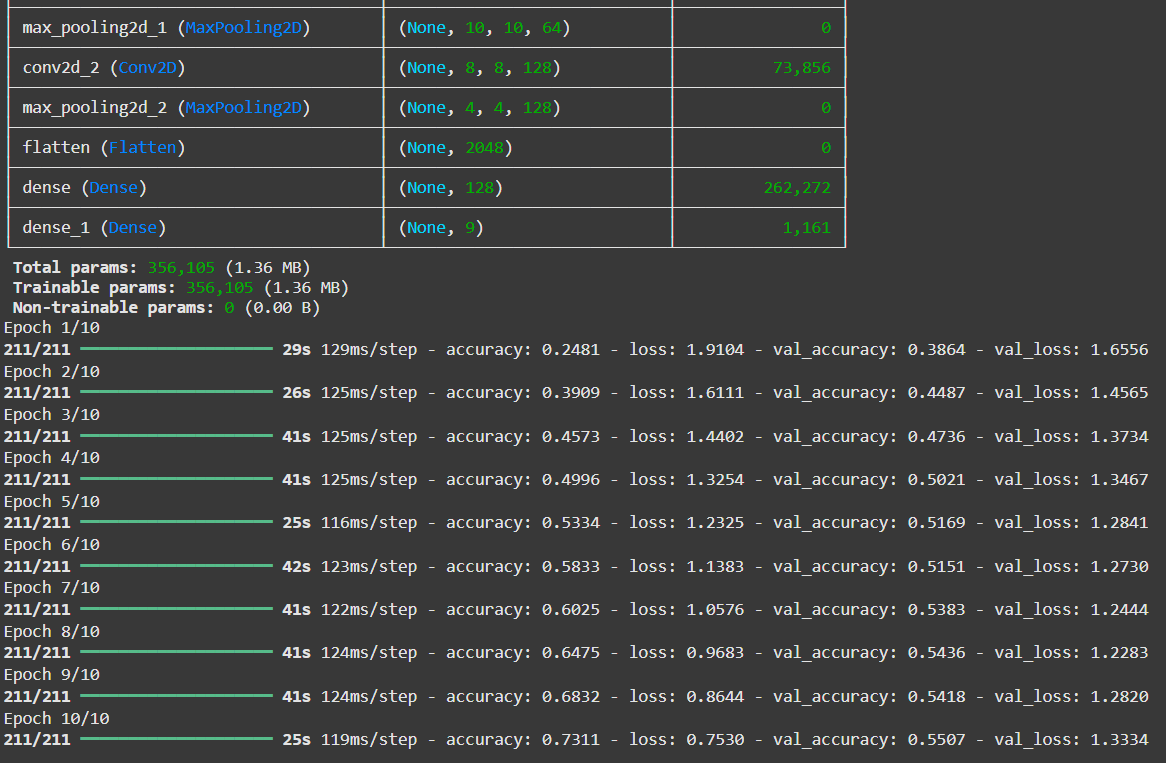 max_pooling2d_1 (MaxPooling2D) (None, 10, 10, 64) 0
conv2d_2 (Conv2D) (None, 8, 8, 128) 73,856
max_pooling2d_2 (MaxPooling2D) (None, 4, 4, 128) 0
flatten (Flatten) (None, 2048) 0
dense (Dense) (None, 128) 262,272
dense_1 (Dense) (None, 9) 1,161
Total params: 356,105 (1.36 MB)
Trainable params: 356,105 (1.36 MB)
Non-trainable params: 0 (0.00 B)
Epoch 1/10
211/211 29s 129ms/step - accuracy: 0.2481 - loss: 1.9104 - val_accuracy: 0.3864 - val_loss: 1.6556
Epoch 2/10
211/211 26s 125ms/step - accuracy: 0.3909 - loss: 1.6111 - val_accuracy: 0.4487 - val_loss: 1.4565
Epoch 3/10
211/211 41s 125ms/step - accuracy: 0.4573 - loss: 1.4402 - val_accuracy: 0.4736 - val_loss: 1.3734
Epoch 4/10
211/211 41s 125ms/step - accuracy: 0.4996 - loss: 1.3254 - val_accuracy: 0.5021 - val_loss: 1.3467
Epoch 5/10
211/211 25s 116ms/step - accuracy: 0.5334 - loss: 1.2325 - val_accuracy: 0.5169 - val_loss: 1.2841
Epoch 6/10
211/211 42s 123ms/step - accuracy: 0.5833 - loss: 1.1383 - val_accuracy: 0.5151 - val_loss: 1.2730
Epoch 7/10
211/211 41s 122ms/step - accuracy: 0.6025 - loss: 1.0576 - val_accuracy: 0.5383 - val_loss: 1.2444
Epoch 8/10
211/211 41s 124ms/step - accuracy: 0.6475 - loss: 0.9683 - val_accuracy: 0.5436 - val_loss: 1.2283
Epoch 9/10
211/211 41s 124ms/step - accuracy: 0.6832 - loss: 0.8644 - val_accuracy: 0.5418 - val_loss: 1.2820
Epoch 10/10
211/211 25s 119ms/step - accuracy: 0.7311 - loss: 0.7530 - val_accuracy: 0.5507 - val_loss: 1.3334